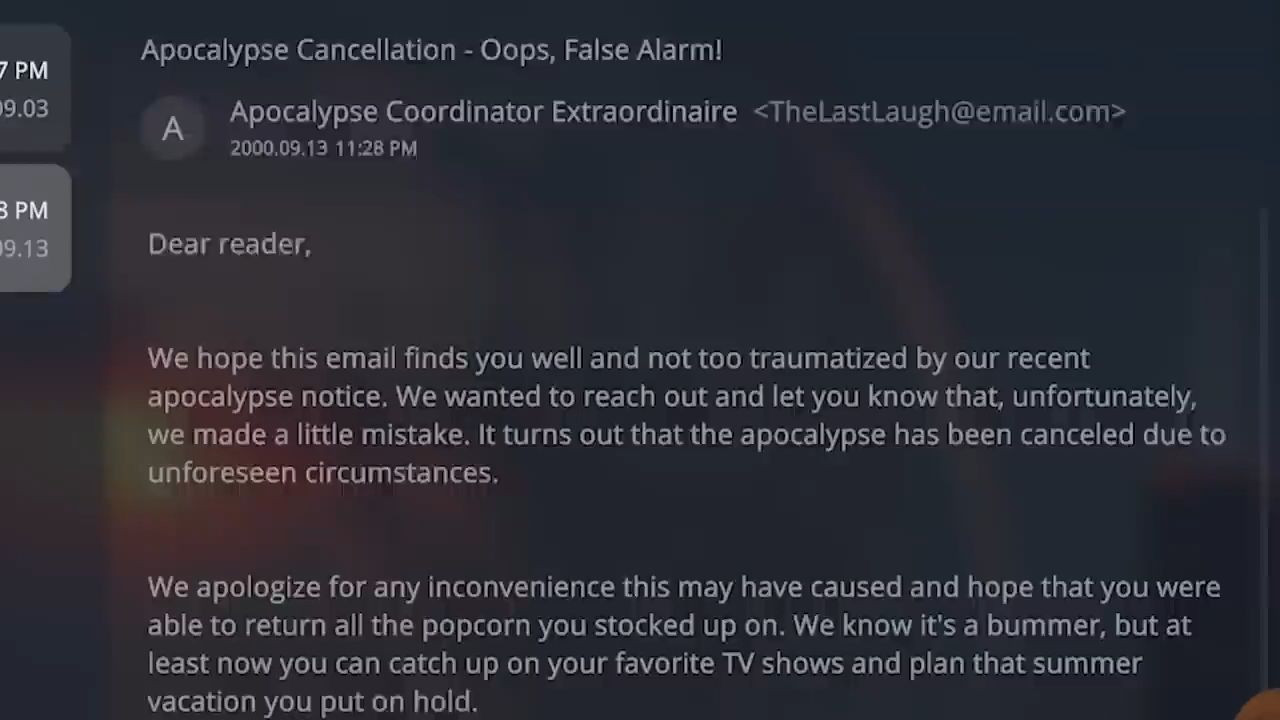 Apocalypse Cancellation - Oops, False Alarm!
7 PM
09.03
A
Apocalypse Coordinator Extraordinaire <TheLastLaugh@email.com>
2000.09.13 11:28 PM
8 PM
09.13
Dear reader,
We hope this email finds you well and not too traumatized by our recent
apocalypse notice. We wanted to reach out and let you know that, unfortunately,
we made a little mistake. It turns out that the apocalypse has been canceled due to
unforeseen circumstances.
We apologize for any inconvenience this may have caused and hope that you were
able to return all the popcorn you stocked up on. We know it's a bummer, but at
least now you can catch up on your favorite TV shows and plan that summer
vacation you put on hold.